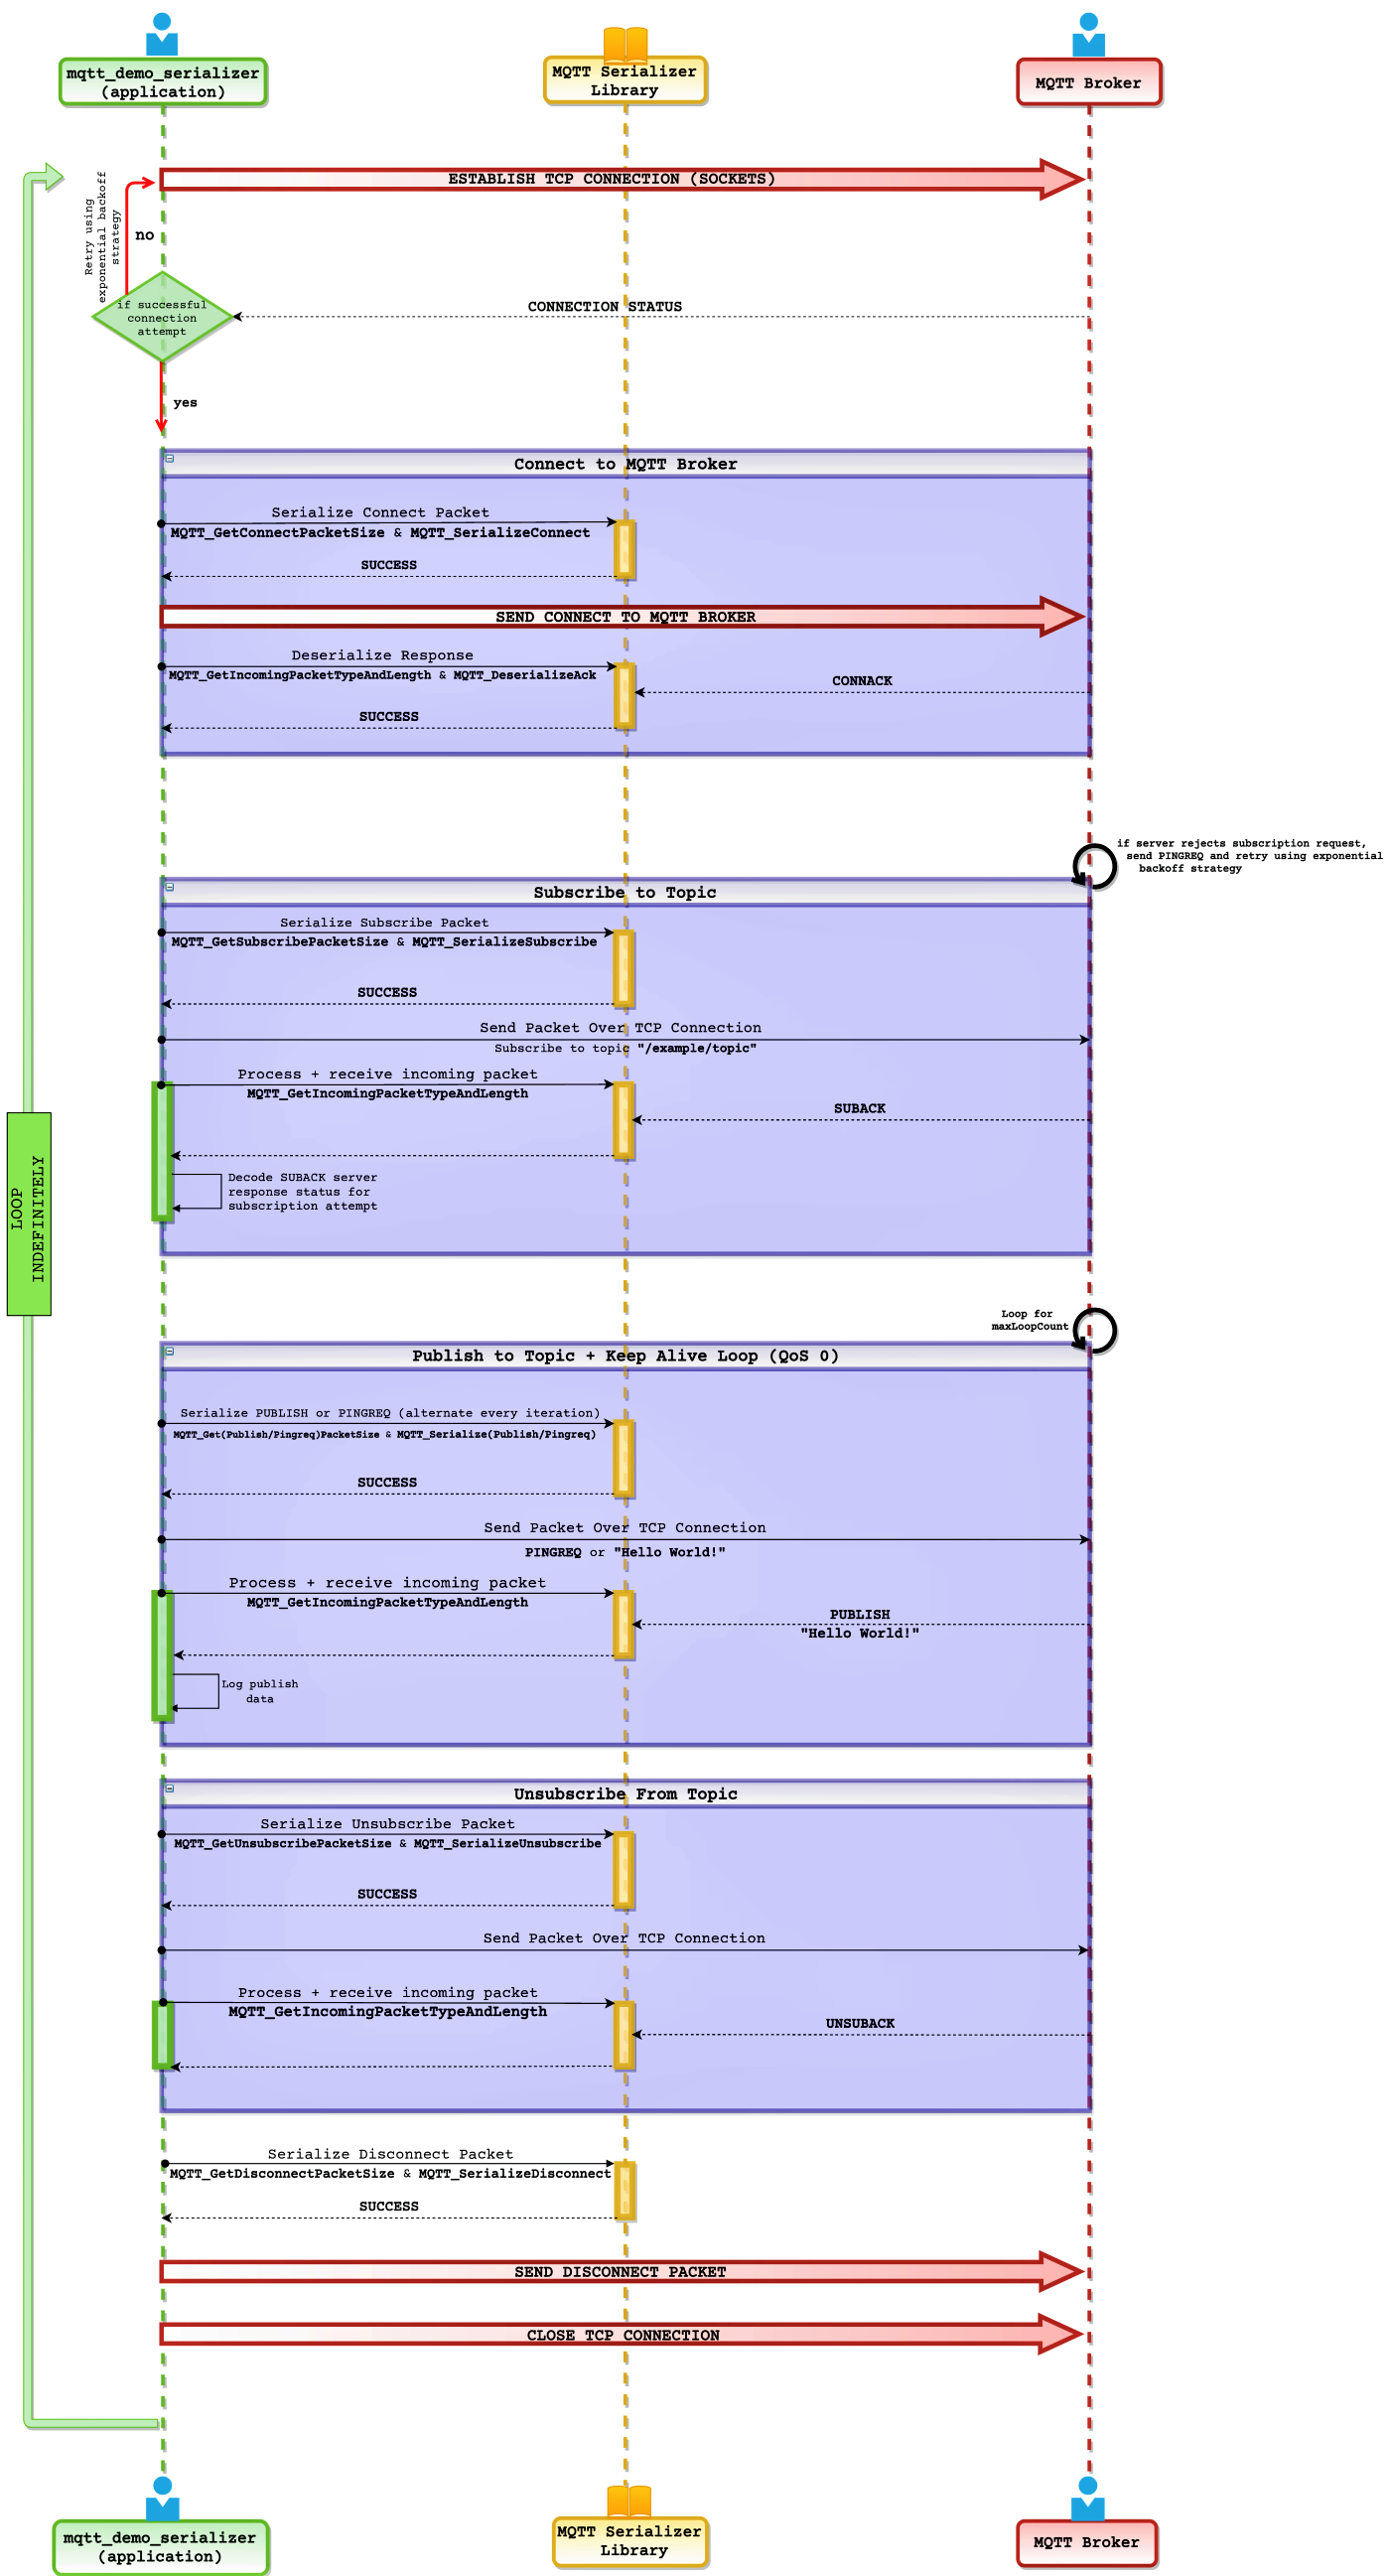 mqtt_demo_serializer
(application)
MQTT Serializer
Library
MQTT Broker
ESTABLISH TCP CONNECTION (SOCKETS)
Retry using
exponential backoff
strategy
no
if successful
connection
attempt
CONNECTION STATUS
yes
Connect to MQTT Broker
Serialize Connect Packet
MQTT_GetConnectPacketSize & MQTT_SerializeConnect
SUCCESS
SEND CONNECT TO MQTT BROKER
Deserialize Response
MQTT_GetIncomingPacketTypeAndLength & MQTT_DeserializeAck
CONNACK
SUCCESS
if server rejects subscription request,
send PINGREQ and retry using exponential
backoff strategy
Subscribe to Topic
Serialize Subscribe Packet
MQTT_GetSubscribePacketSize & MQTT_SerializeSubscribe
SUCCESS
Send Packet Over TCP Connection
Subscribe to topic "/example/topic"
Process + receive incoming packet
MQTT_GetIncomingPacketTypeAndLength
SUBACK
Decode SUBACK server
response status for
subscription attempt
LOOP
INDEFINITELY
Loop for
maxLoopCount
Publish to Topic + Keep Alive Loop (QoS 0)
Serialize PUBLISH or PINGREQ (alternate every iteration)
MQTT_Get(Publish/Pingreq)PacketSize & MQTT_Serialize(Publish/Pingreq)
SUCCESS
Send Packet Over TCP Connection
PINGREQ or "Hello World!"
Process + receive incoming packet
MQTT_GetIncomingPacketTypeAndLength
PUBLISH
"Hello World!"
Log publish
data
Unsubscribe From Topic
Serialize Unsubscribe Packet
MQTT_GetUnsubscribePacketSize & MQTT_SerializeUnsubscribe
SUCCESS
Send Packet Over TCP Connection
Process + receive incoming packet
MQTT_GetIncomingPacketTypeAndLength
UNSUBACK
Serialize Disconnect Packet
MQTT_GetDisconnectPacketSize & MQTT_SerializeDisconnect
SUCCESS
SEND DISCONNECT PACKET
CLOSE TCP CONNECTION
mqtt_demo_serializer
(application)
MQTT Serializer
Library
MQTT Broker